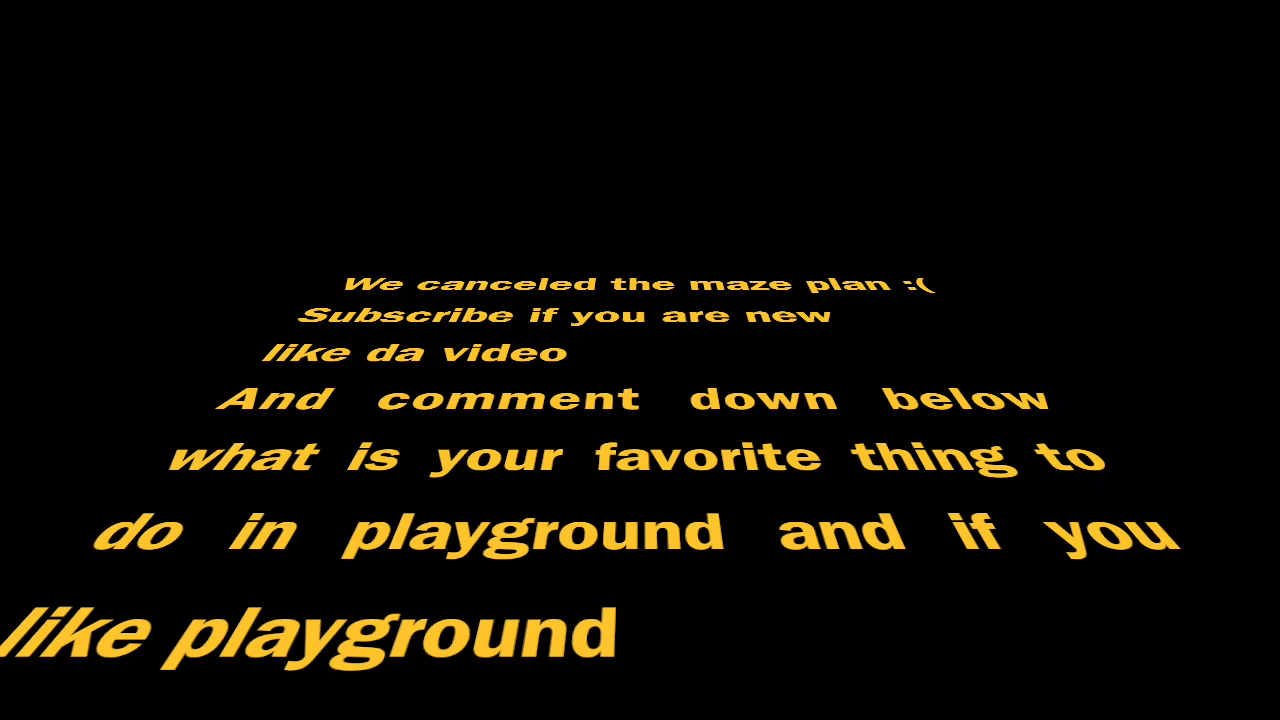 We canceled the maze plan :(
Subscribe if you are new
like da video
And comment down below
what is your favorite thing to
do in playground and if you
like playground